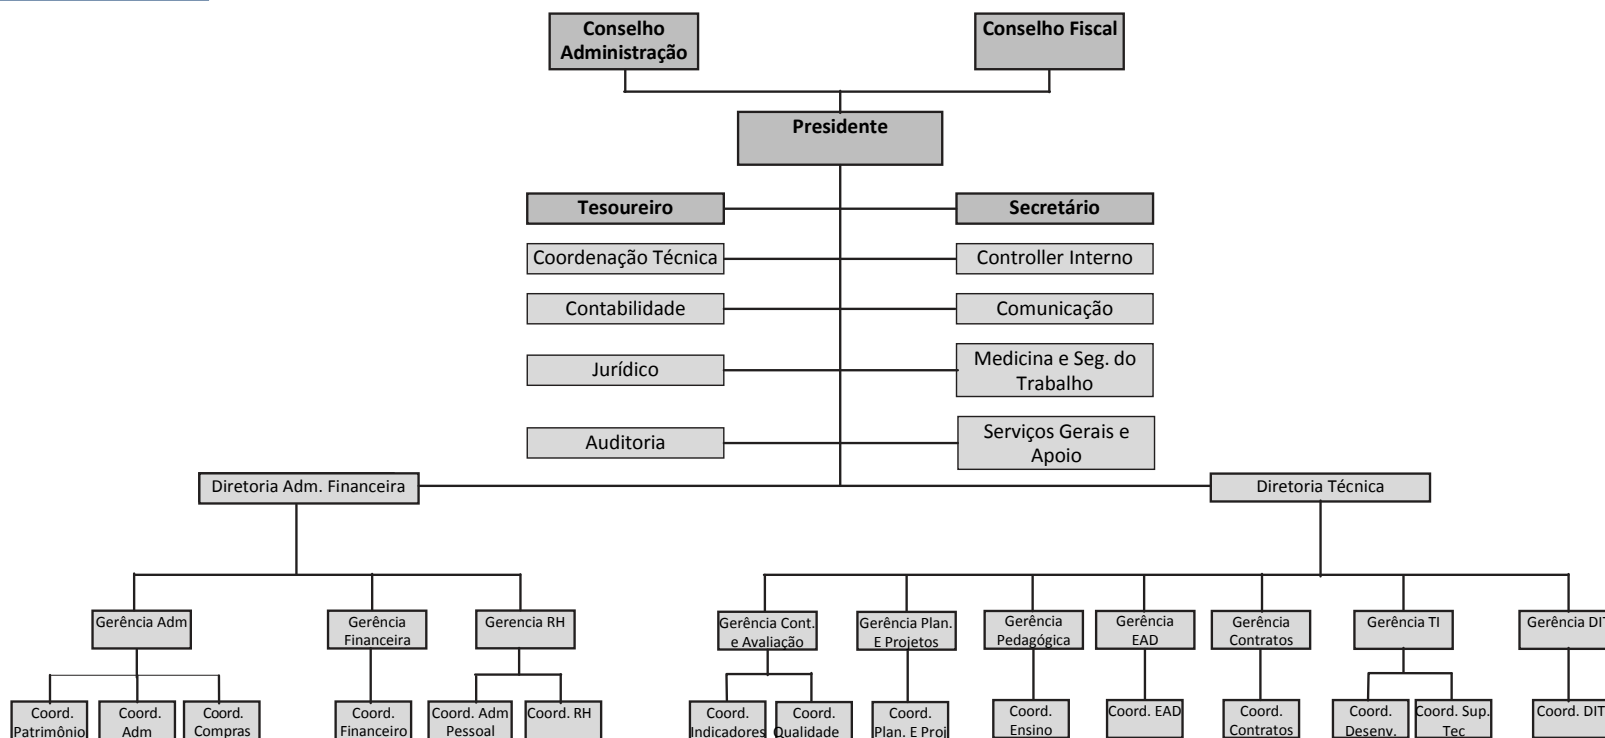 Conselho
Administração
Conselho Fiscal
Presidente
Tesoureiro
Secretário
Coordenação Técnica
Controller Interno
Contabilidade
Comunicação
Jurídico
Medicina e Seg. do
Trabalho
Auditoria
Serviços Gerais e
Apoio
Diretoria Adm. Financeira
Diretoria Técnica
Gerência Adm
Gerência
Financeira
Gerencia RH
Gerência Cont.
e Avaliação
Gerência Plan.
E Projetos
Gerência
Pedagógica
Gerência
EAD
Gerência
Contratos
Gerência TI
Gerência DIT
Coord.
Patrimônio
Coord.
Adm
Coord.
Compras
Coord.
Financeiro
Coord. Adm
Pessoal
Coord. RH
Coord.
Indicadores
Coord.
Qualidade
Coord.
Plan. E Proj
Coord.
Ensino
Coord. EAD
Coord.
Contratos
Coord.
Desenv.
Coord. Sup.
Tec
Coord. DIT